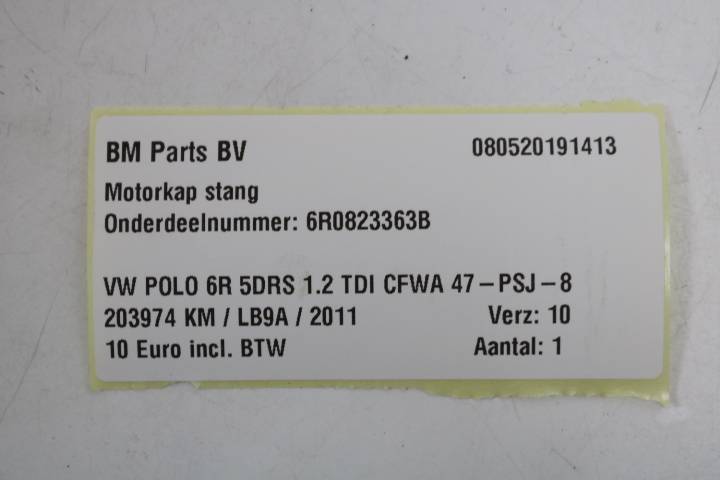 BM Parts BV 080520191413
Motorkap stang
Onderdeelnummer: 6R0823363B
VW POLO 6R 5DRS 1.2 TDI CFWA 47-PSJ-8
203974 KM / LB9A / 2011 Verz: 10
10 Euro incl. BTW Aantal: 1